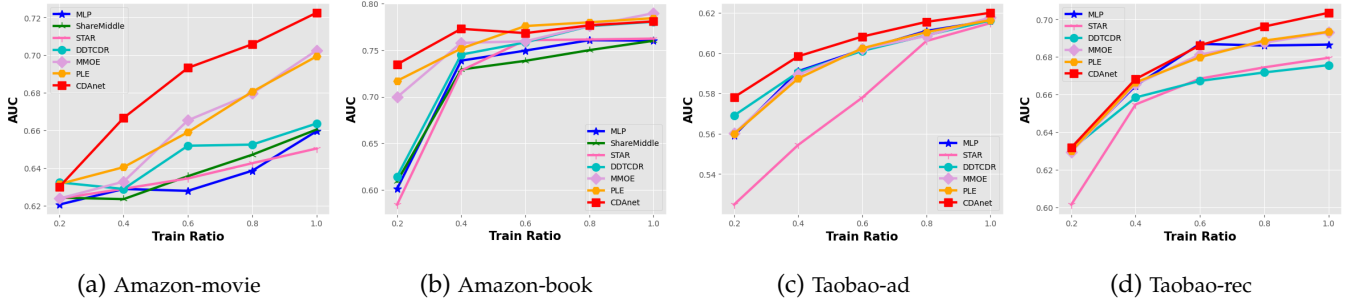 MLP
ShareMiddle
STAR
DDTCDR
MMOE
PLE
CDAnet
AUC
0.72
0.70
0.68
0.66
0.64
0.62
0.2 0.4 0.6 0.8 1.0
Train Ratio
(a) Amazon-movie
AUC
0.80
0.75
0.70
0.65
0.60
MLP
ShareMiddle
STAR
DDTCDR
MMOE
PLE
CDAnet
0.2 0.4 0.6 0.8 1.0
Train Ratio
(b) Amazon-book
AUC
0.62
0.60
0.58
0.56
0.54
MLP
STAR
DDTCDR
MMOE
PLE
CDAnet
0.2 0.4 0.6 0.8 1.0
Train Ratio
(c) Taobao-ad
AUC
0.70
0.68
0.66
0.64
0.62
0.60
MLP
STAR
DDTCDR
MMOE
PLE
CDAnet
0.2 0.4 0.6 0.8 1.0
Train Ratio
(d) Taobao-rec